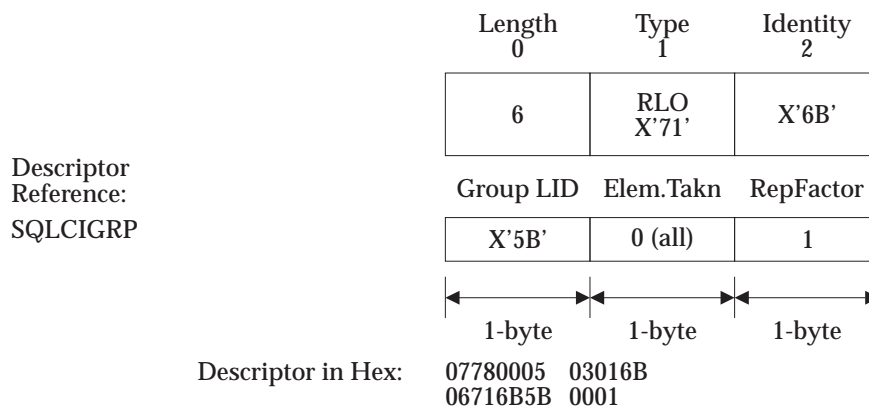 Length Type Identity
0 1 2
6 RLO X'6B'
X'71'
Descriptor
Reference:
Group LID Elem.Takn RepFactor
SQLCIGRP
X'5B' 0 (all) 1
1-byte 1-byte 1-byte
Descriptor in Hex: 07780005 03016B
06716B5B 0001